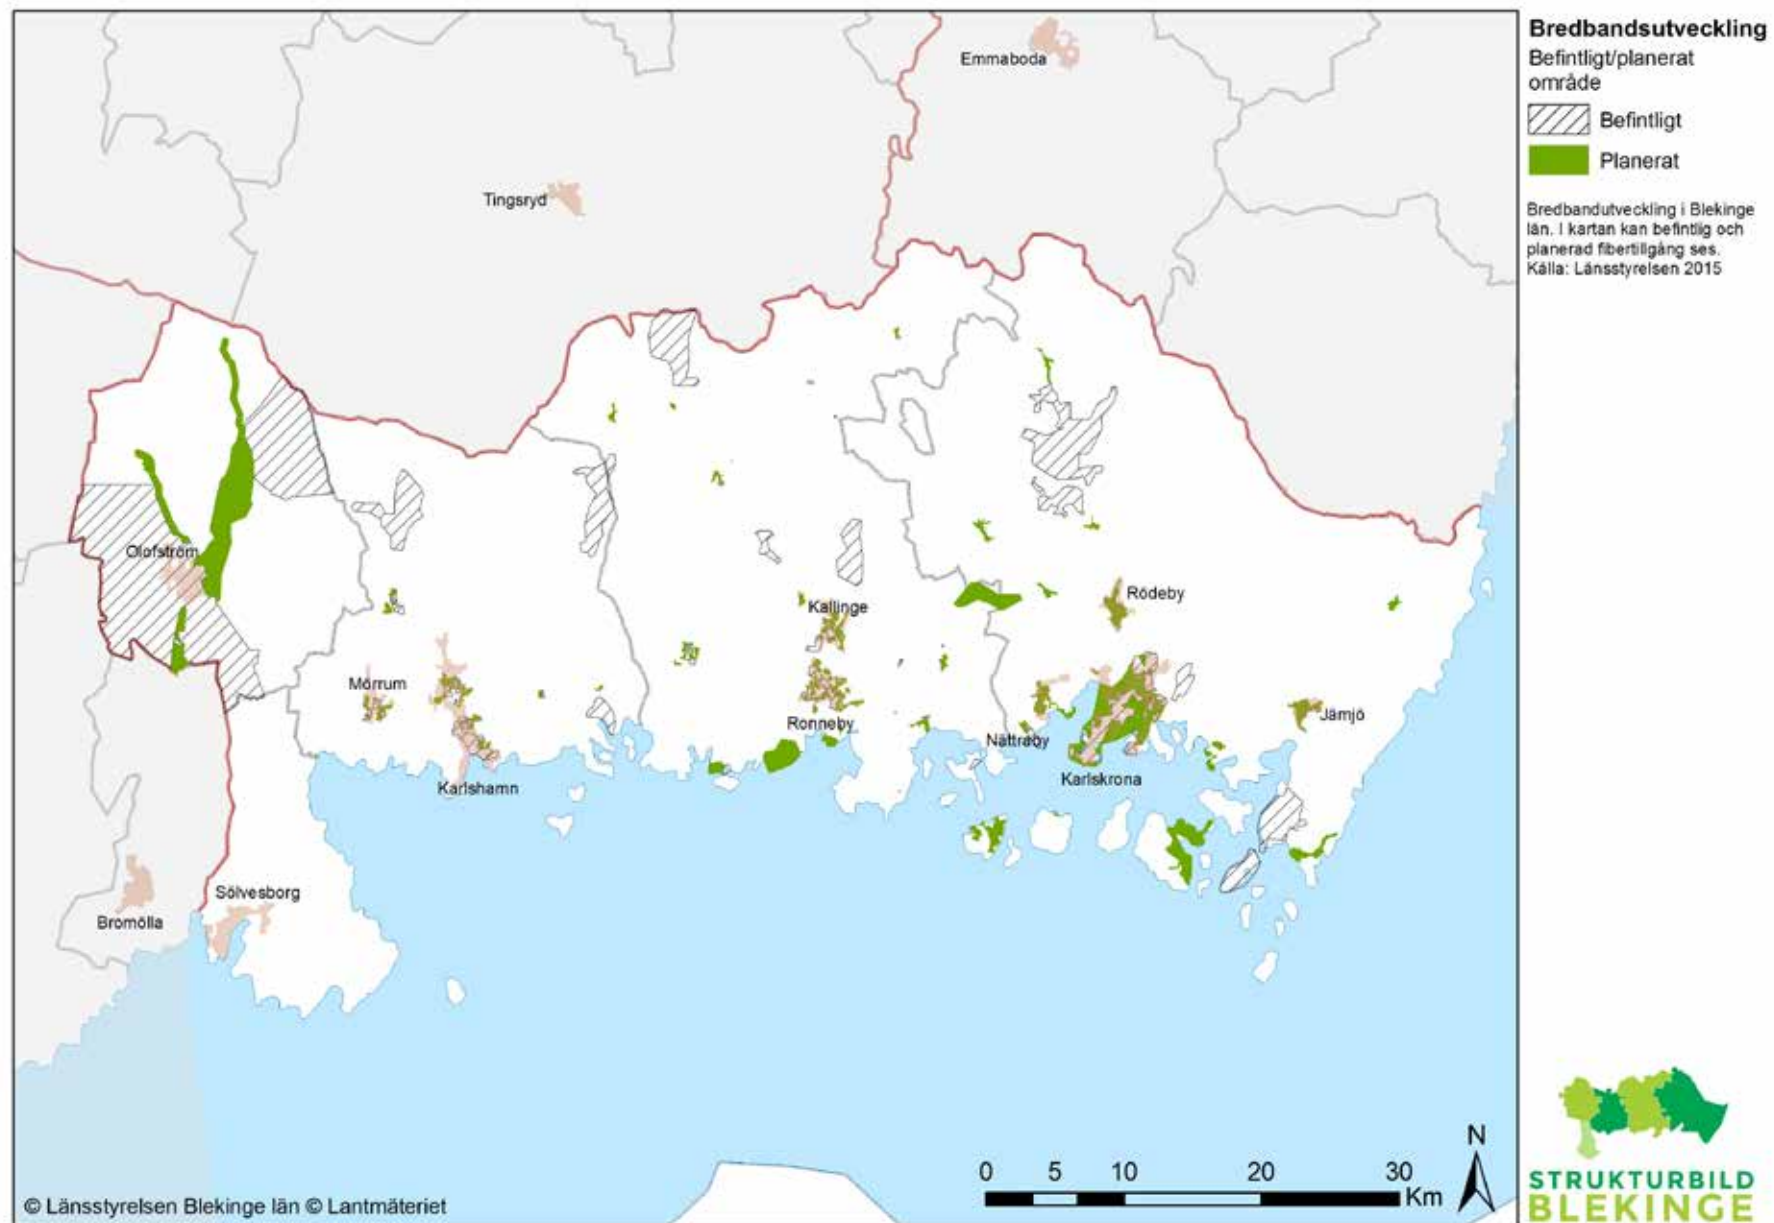 Bredbandsutveckling
Befintligt/planerat
område
Befintligt
Planerat
Bredbandutveckling i Blekinge
län. I kartan kan befintlig och
planerad fibertillgång ses.
Källa: Länsstyrelsen 2015
Emmaboda
Tingsryd
Olofström
Kallinge
Rödeby
Mörrum
Ronneby
Nättraby
Jämjö
Karlshamn
Karlskrona
Sölvesborg
Bromölla
N
0 5 10 20 30
Km
© Länsstyrelsen Blekinge län © Lantmäteriet
STRUKTURBILD
BLEKINGE